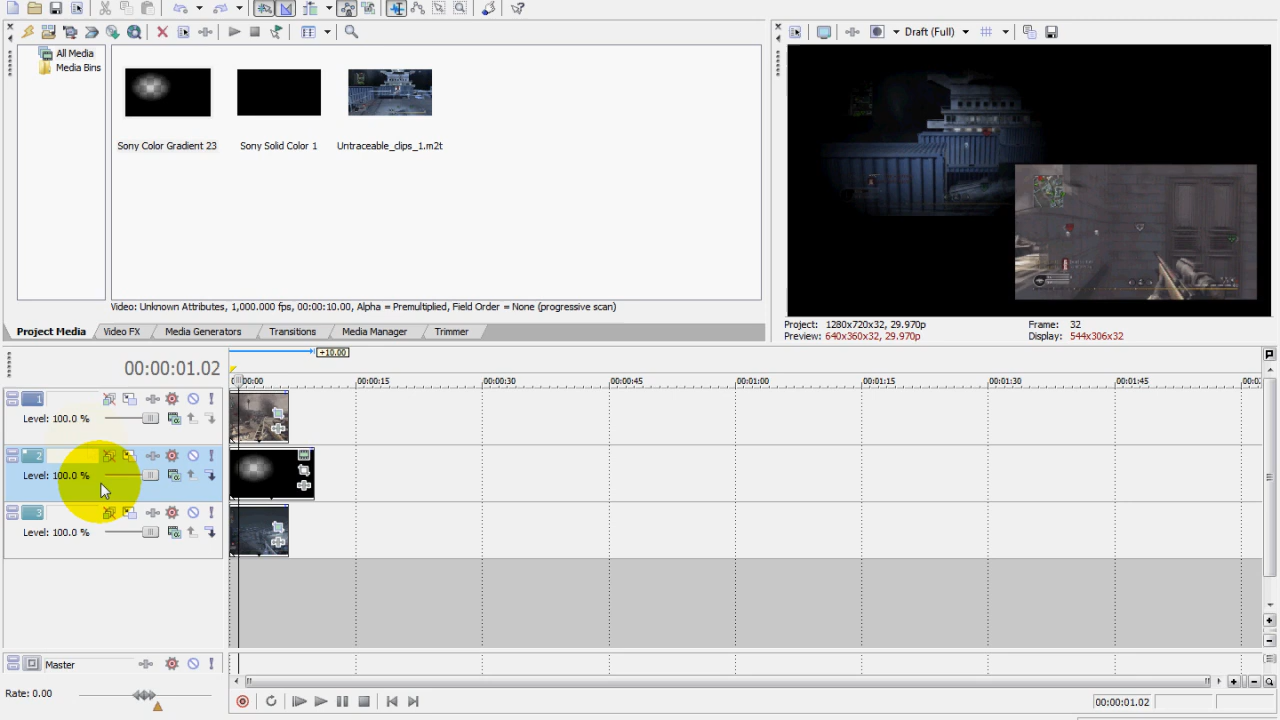 Draft (Full)
All Media
Media Bins
Sony Color Gradient 23
Sony Solid Color 1
Untraceable_clips_1.m2t
Video: Unknown Attributes, 1,000.000 fps, 00:00:10.00, Alpha = Premultiplied, Field Order = None (progressive scan)
Project Media
Video FX
Media Generators
Transitions
Media Manager
Trimmer
Project: 1280x720x32, 29.970p
Frame: 32
Preview: 640x360x32, 29.970p
Display: 544x306x32
00:00:01.02
+10.00
00:00:15
00:00:30
00:00:45
00:01:00
00:01:15
00:01:30
00:01:45
1
Level: 100.0 %
2
Level: 100.0 %
3
Level: 100.0 %
Master
Rate: 0.00
00:00:01.02